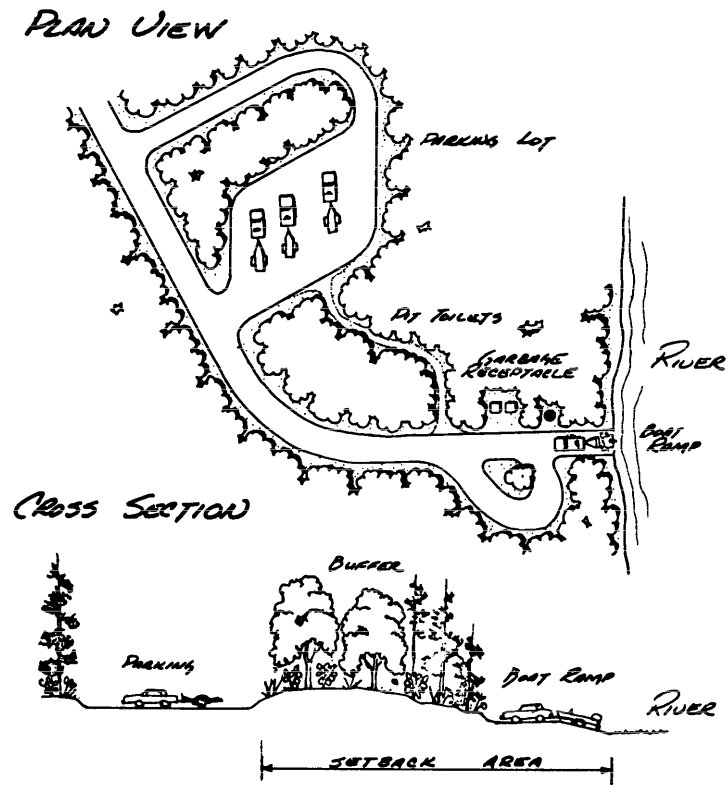 PLAN VIEW
PARKING LOT
PIT TOILETS
GARBAGE
RECEPTACLE
RIVER
BOAT
RAMP
CROSS SECTION
BUFFER
PARKING
BOAT RAMP
RIVER
SETBACK AREA